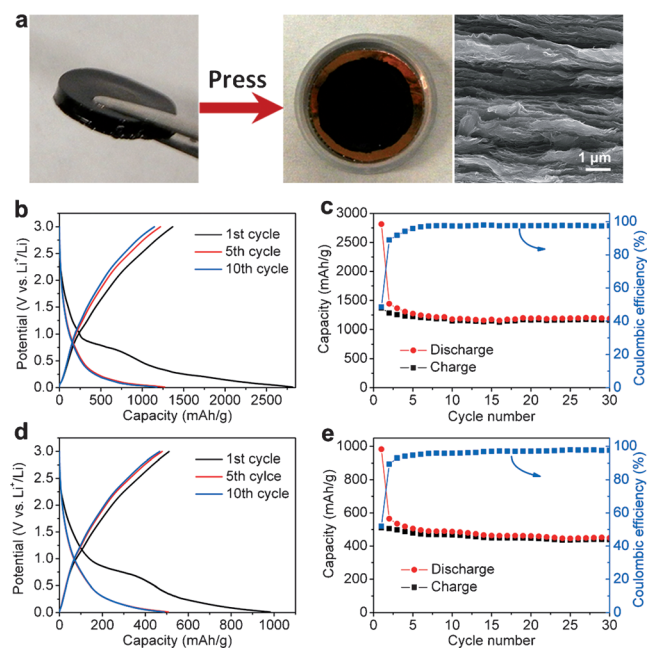 a
Press
1 μm
b
3.0
2.5
2.0
1.5
1.0
0.5
0.0
Potential (V vs. Li⁺/Li)
1st cycle
5th cycle
10th cycle
0 500 1000 1500 2000 2500
Capacity (mAh/g)
c
3000
2500
2000
1500
1000
500
0
Capacity (mAh/g)
Discharge
Charge
100
80
60
40
20
0
Coulombic efficiency (%)
0 5 10 15 20 25 30
Cycle number
d
3.0
2.5
2.0
1.5
1.0
0.5
0.0
Potential (V vs. Li⁺/Li)
1st cycle
5th cylce
10th cycle
0 200 400 600 800 1000
Capacity (mAh/g)
e
1000
800
600
400
200
0
Capacity (mAh/g)
Discharge
Charge
100
80
60
40
20
0
Coulombic efficiency (%)
0 5 10 15 20 25 30
Cycle number